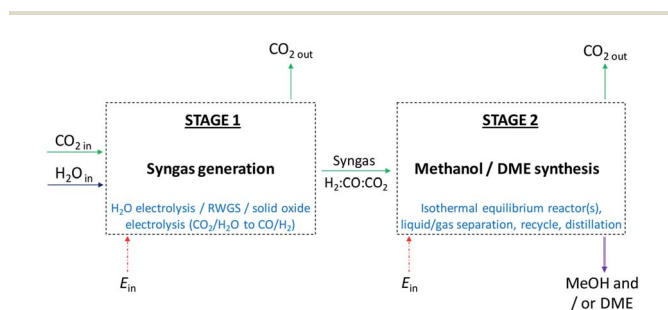 CO₂ out
CO₂ out
STAGE 1
STAGE 2
CO₂ in
H₂O in
Syngas generation
Syngas
H₂:CO:CO₂
Methanol / DME synthesis
H₂O electrolysis / RWGS / solid oxide
electrolysis (CO₂/H₂O to CO/H₂)
Isothermal equilibrium reactor(s),
liquid/gas separation, recycle, distillation
E in
E in
MeOH and
/ or DME